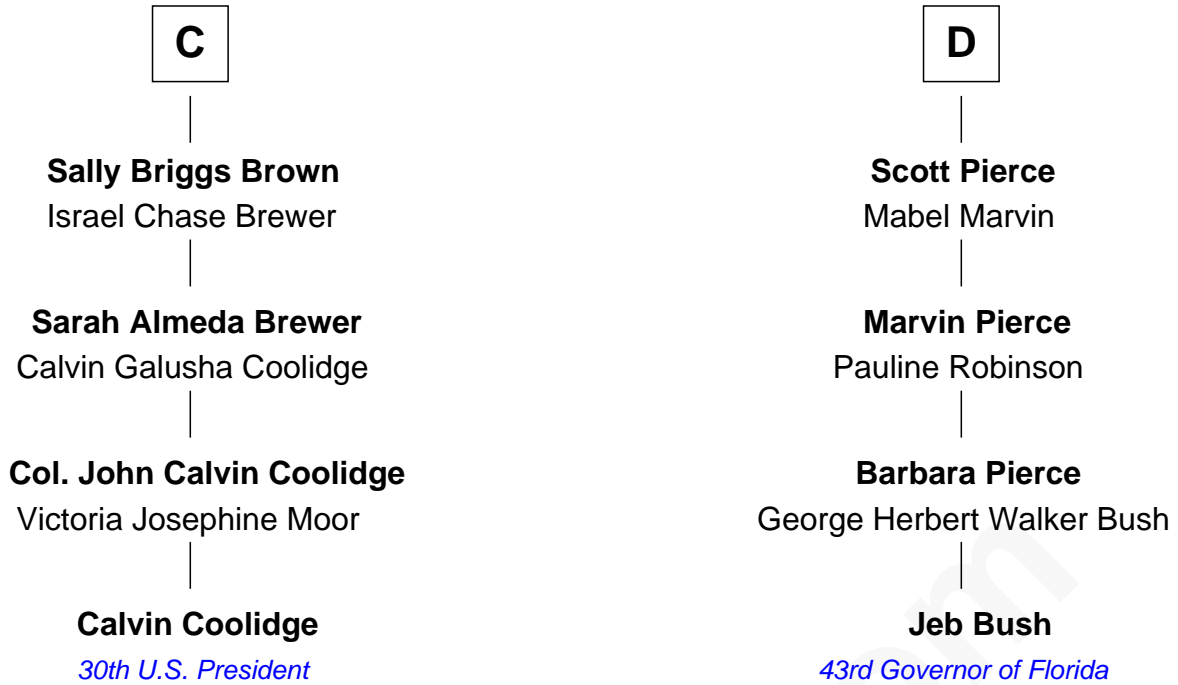 C
Sally Briggs Brown
Israel Chase Brewer
Sarah Almeda Brewer
Calvin Galusha Coolidge
Col. John Calvin Coolidge
Victoria Josephine Moor
Calvin Coolidge
30th U.S. President
D
Scott Pierce
Mabel Marvin
Marvin Pierce
Pauline Robinson
Barbara Pierce
George Herbert Walker Bush
Jeb Bush
43rd Governor of Florida